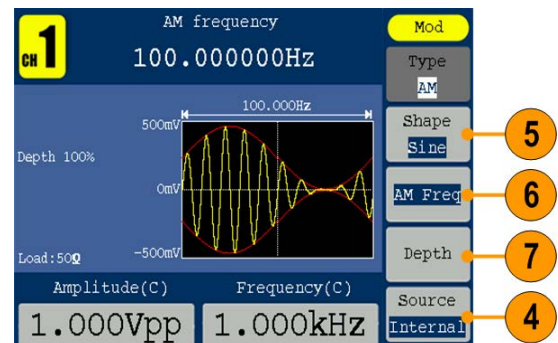 CH 1
AM frequency
100.000000Hz
Mod
Type
AM
Shape
Sine
AM Freq
Depth
Source
Internal
5
6
7
4
100.000Hz
500mV
Depth 100%
0mV
Load:50Ω
-500mV
Amplitude(C)
1.000Vpp
Frequency(C)
1.000kHz